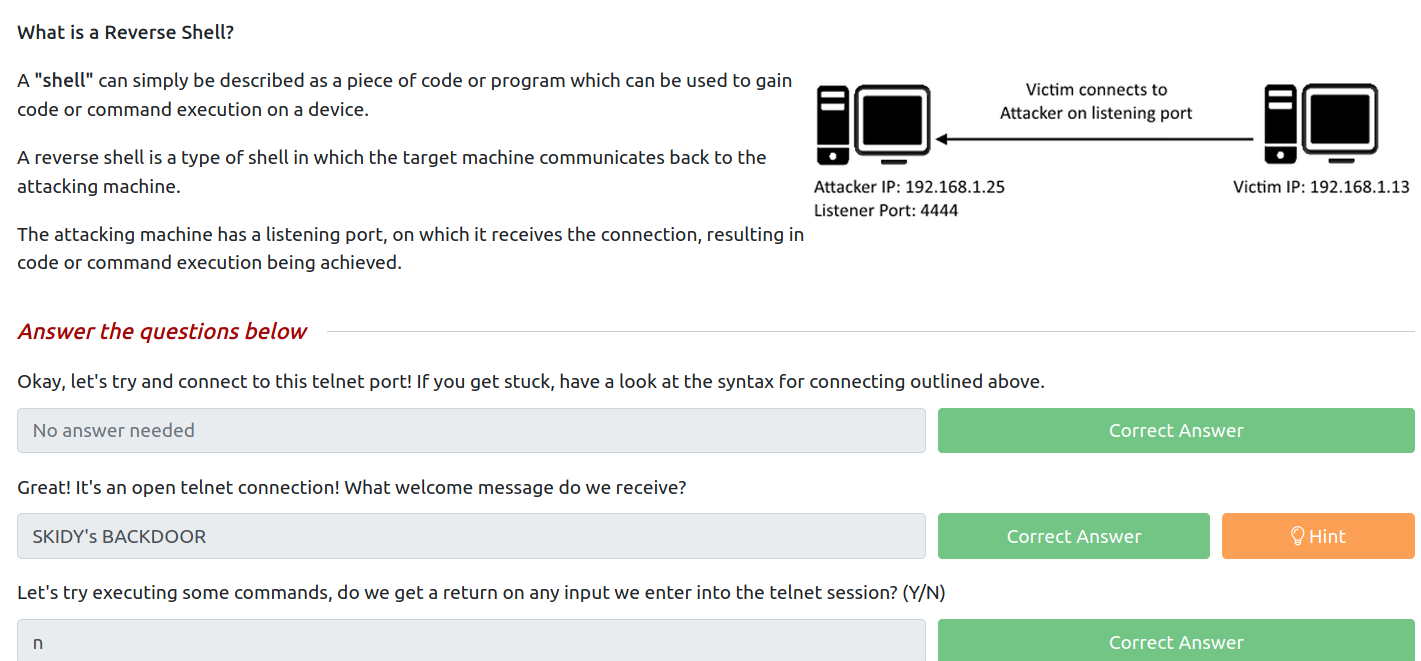 What is a Reverse Shell?
A "shell" can simply be described as a piece of code or program which can be used to gain
code or command execution on a device.
A reverse shell is a type of shell in which the target machine communicates back to the
attacking machine.
The attacking machine has a listening port, on which it receives the connection, resulting in
code or command execution being achieved.
Victim connects to
Attacker on listening port
Attacker IP: 192.168.1.25
Listener Port: 4444
Victim IP: 192.168.1.13
Answer the questions below
Okay, let's try and connect to this telnet port! If you get stuck, have a look at the syntax for connecting outlined above.
No answer needed
Correct Answer
Great! It's an open telnet connection! What welcome message do we receive?
SKIDY's BACKDOOR
Correct Answer
Hint
Let's try executing some commands, do we get a return on any input we enter into the telnet session? (Y/N)
n
Correct Answer